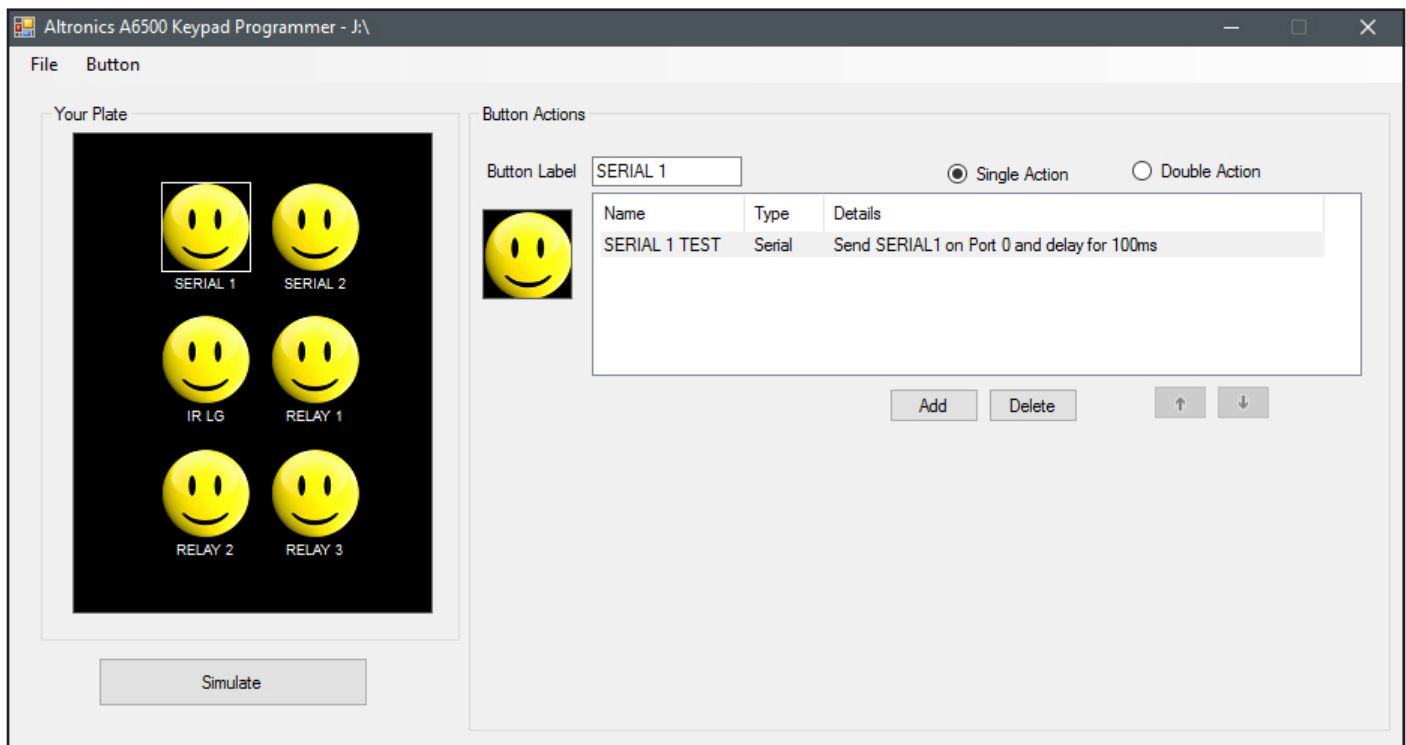 Altronics A6500 Keypad Programmer - J:\
File Button
Your Plate
SERIAL 1 SERIAL 2
IR LG RELAY 1
RELAY 2 RELAY 3
Simulate
Button Actions
Button Label SERIAL 1 Single Action Double Action
Name Type Details
SERIAL 1 TEST Serial Send SERIAL1 on Port 0 and delay for 100ms
Add Delete